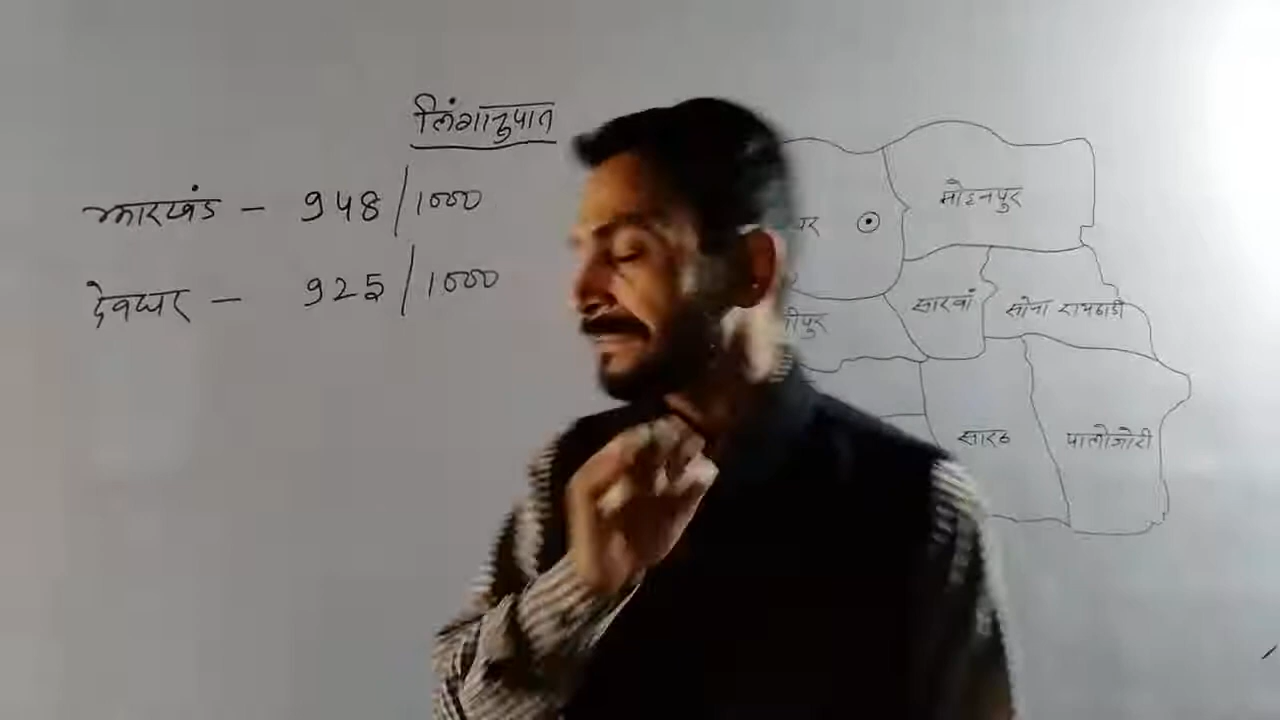 लिंगानुपात
झारखंड - 948/1000
देवघर - 925/1000
मोहनपुर
सारवां
सोना रायठाडी
सारठ
पालोजोरी